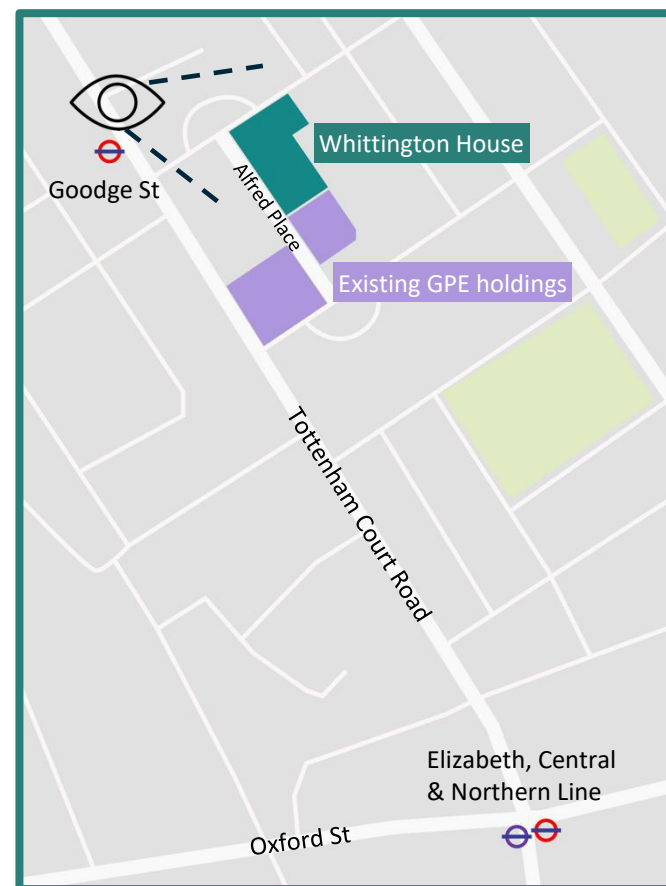 Whittington House
Goodge St
Alfred Place
Existing GPE holdings
Tottenham Court Road
Elizabeth, Central
& Northern Line
Oxford St